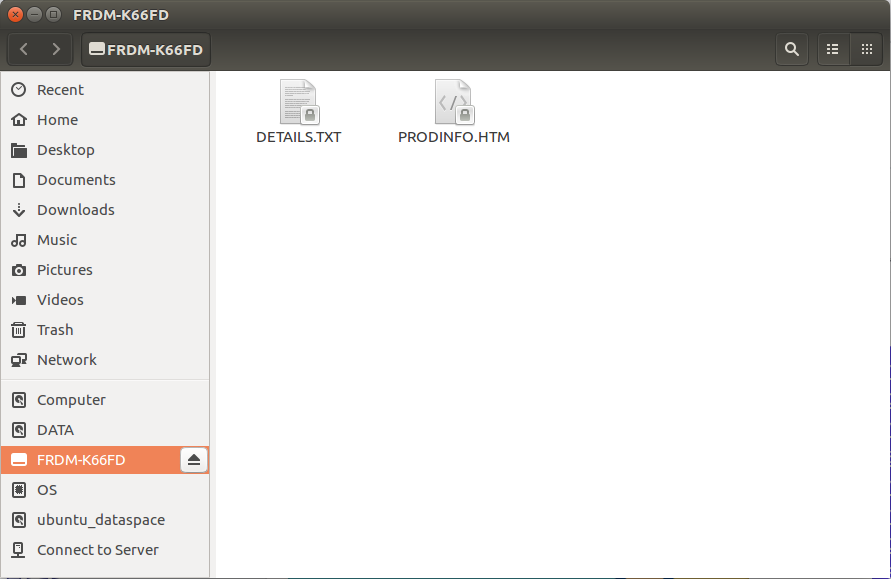 FRDM-K66FD
FRDM-K66FD
Recent
Home
Desktop
Documents
Downloads
Music
Pictures
Videos
Trash
Network
Computer
DATA
FRDM-K66FD
OS
ubuntu_dataspace
Connect to Server
DETAILS.TXT
PRODINFO.HTM